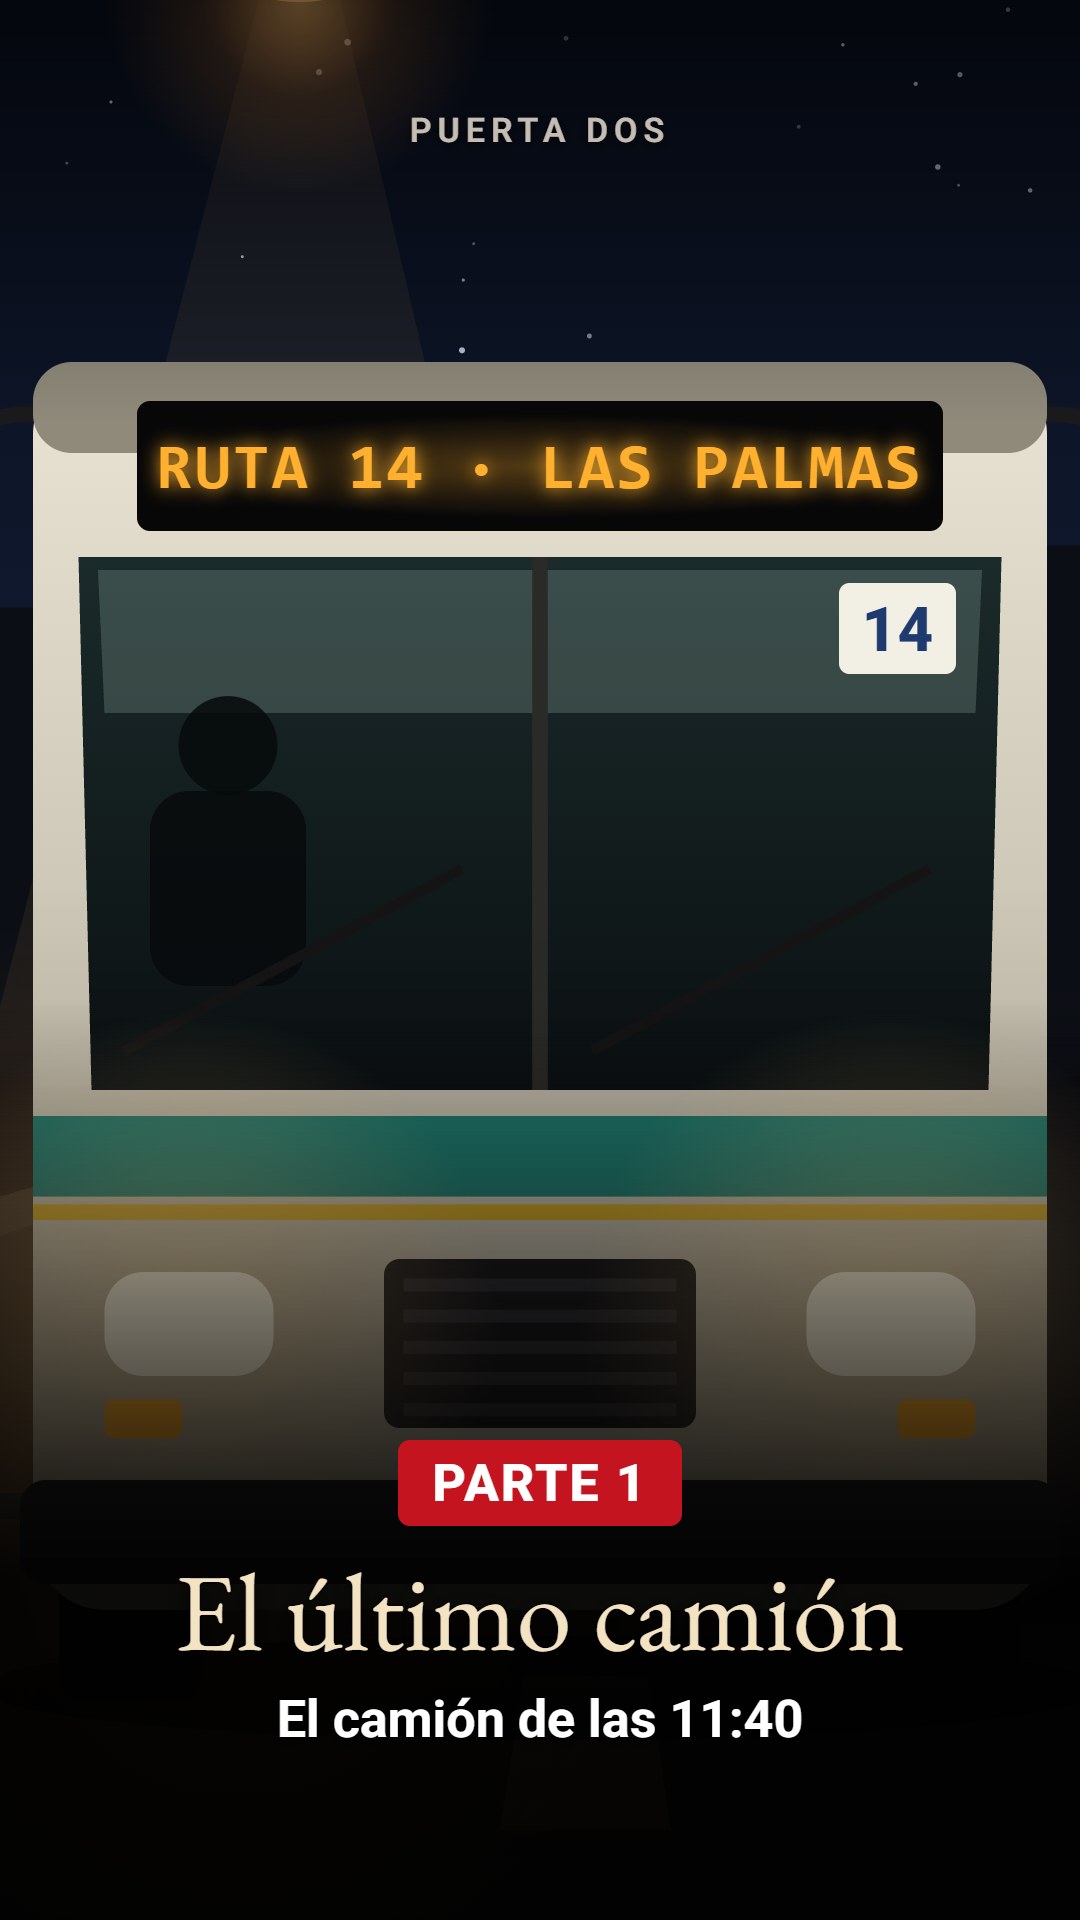 PUERTA DOS
RUTA 14 · LAS PALMAS
14
PARTE 1
El último camión
El camión de las 11:40